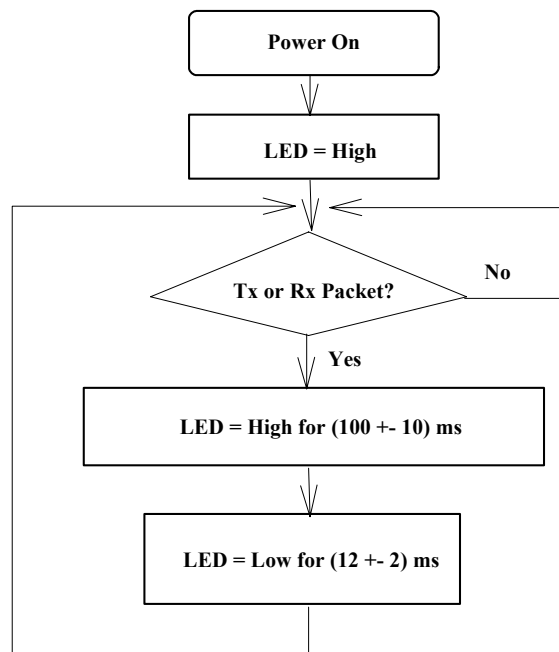 Power On
LED = High
Tx or Rx Packet?
No
Yes
LED = High for (100 +- 10) ms
LED = Low for (12 +- 2) ms